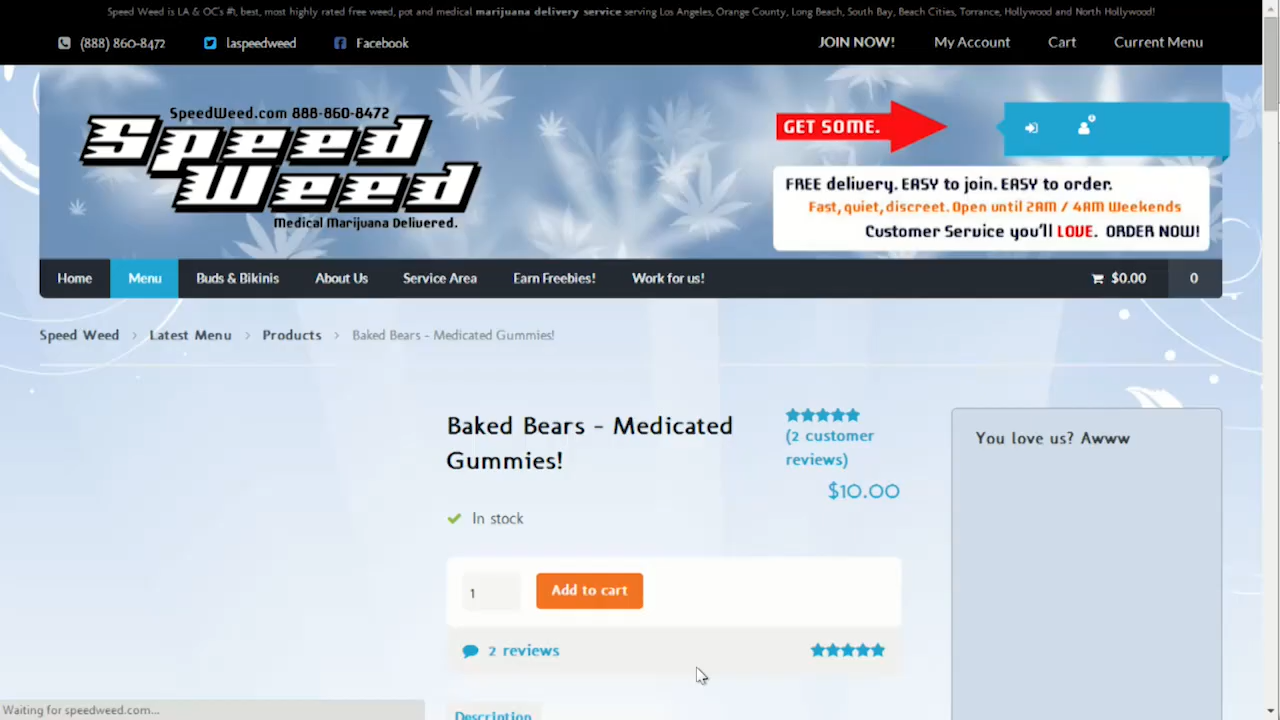 Speed Weed is LA & OC's #1, best, most highly rated free weed, pot and medical marijuana delivery service serving Los Angeles, Orange County, Long Beach, South Bay, Beach Cities, Torrance, Hollywood and North Hollywood!
(888) 860-8472 laspeedweed Facebook JOIN NOW! My Account Cart Current Menu
SpeedWeed.com 888-860-8472
Speed
Weed
Medical Marijuana Delivered.
GET SOME.
FREE delivery. EASY to join. EASY to order.
Fast, quiet, discreet. Open until 2AM / 4AM Weekends
Customer Service you'll LOVE. ORDER NOW!
Home Menu Buds & Bikinis About Us Service Area Earn Freebies! Work for us! $0.00 0
Speed Weed > Latest Menu > Products > Baked Bears - Medicated Gummies!
Baked Bears - Medicated
Gummies!
(2 customer
reviews)
$10.00
In stock
1 Add to cart
2 reviews
Description
You love us? Awww
Waiting for speedweed.com...